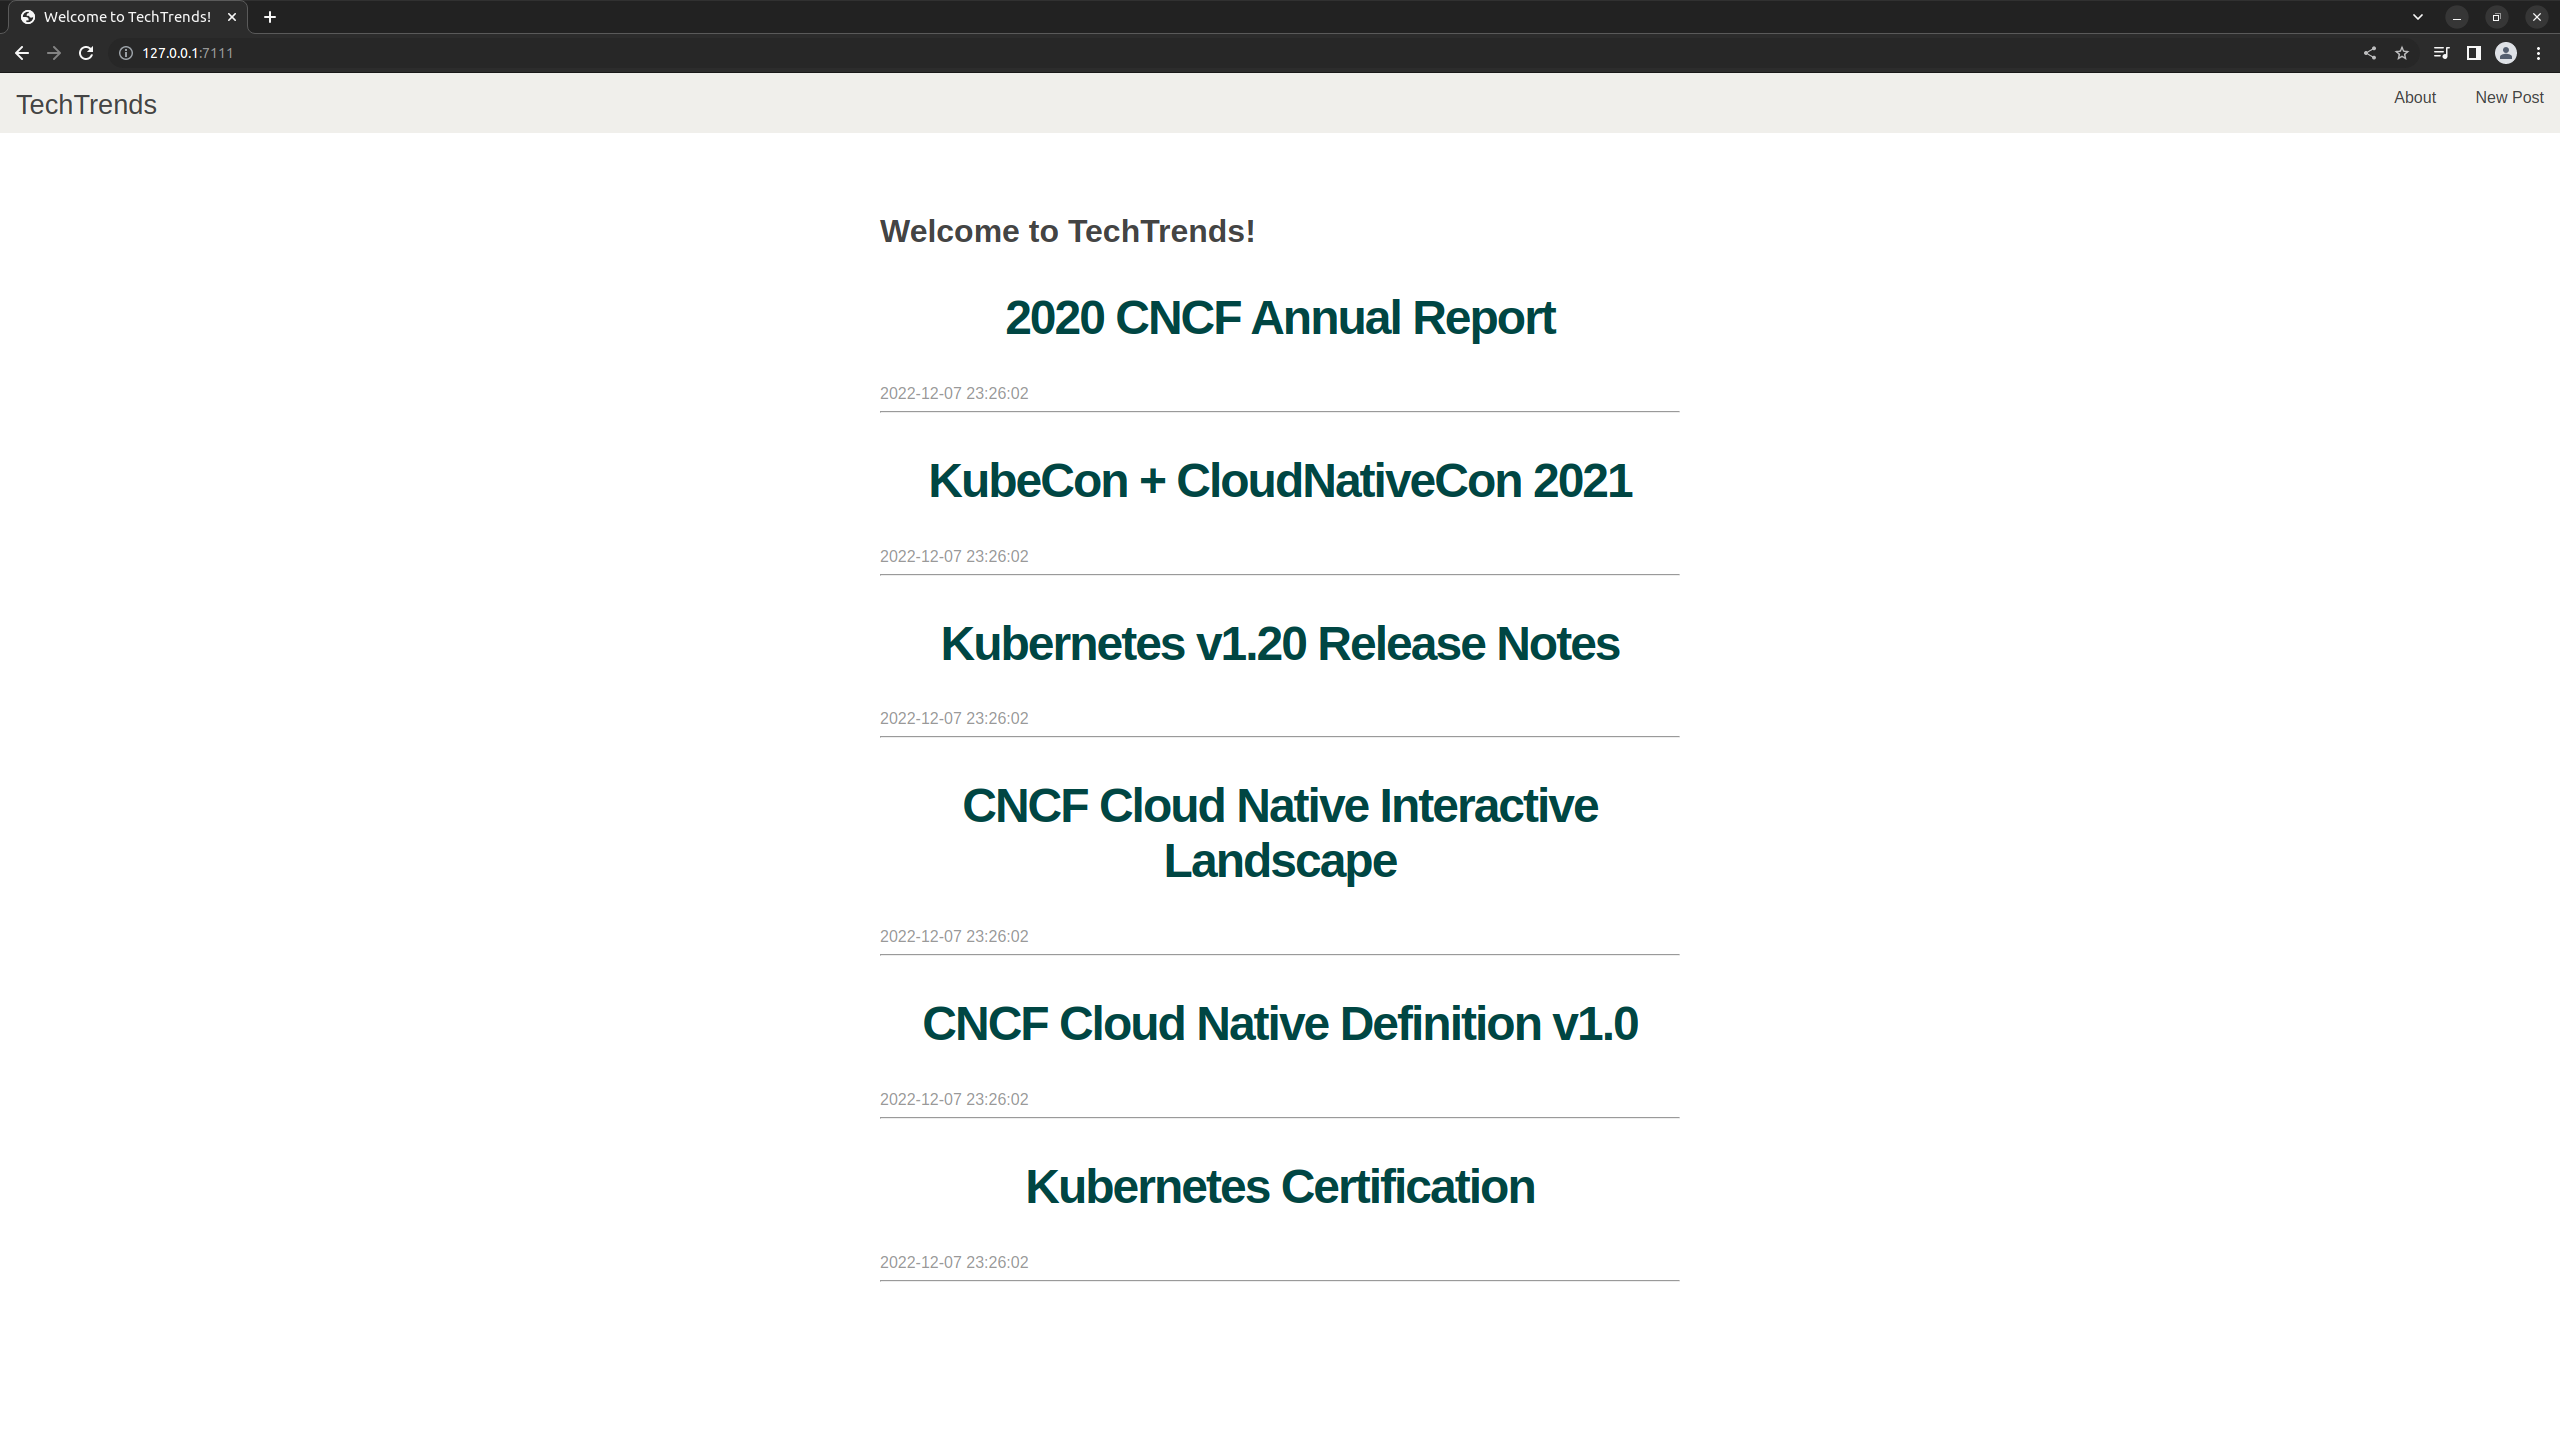 Welcome to TechTrends!
127.0.0.1:7111
TechTrends
About
New Post
Welcome to TechTrends!
2020 CNCF Annual Report
2022-12-07 23:26:02
KubeCon + CloudNativeCon 2021
2022-12-07 23:26:02
Kubernetes v1.20 Release Notes
2022-12-07 23:26:02
CNCF Cloud Native Interactive
Landscape
2022-12-07 23:26:02
CNCF Cloud Native Definition v1.0
2022-12-07 23:26:02
Kubernetes Certification
2022-12-07 23:26:02